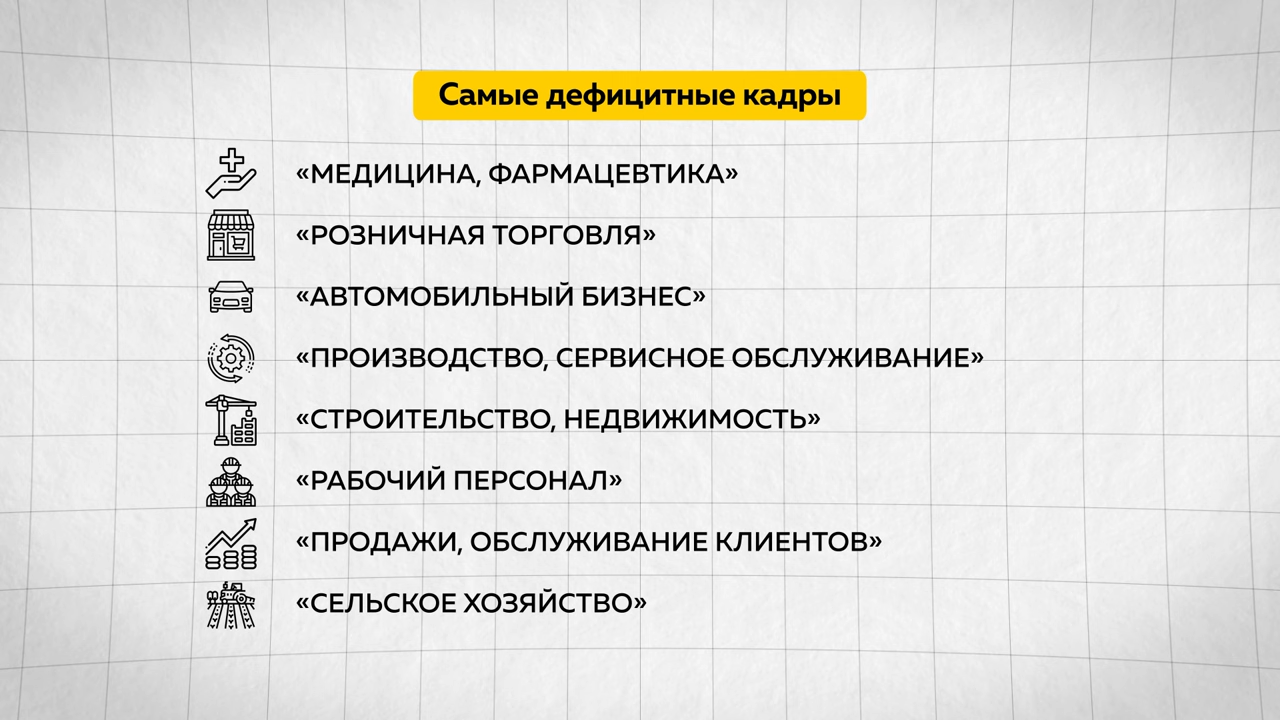 Самые дефицитные кадры
«МЕДИЦИНА, ФАРМАЦЕВТИКА»
«РОЗНИЧНАЯ ТОРГОВЛЯ»
«АВТОМОБИЛЬНЫЙ БИЗНЕС»
«ПРОИЗВОДСТВО, СЕРВИСНОЕ ОБСЛУЖИВАНИЕ»
«СТРОИТЕЛЬСТВО, НЕДВИЖИМОСТЬ»
«РАБОЧИЙ ПЕРСОНАЛ»
«ПРОДАЖИ, ОБСЛУЖИВАНИЕ КЛИЕНТОВ»
«СЕЛЬСКОЕ ХОЗЯЙСТВО»